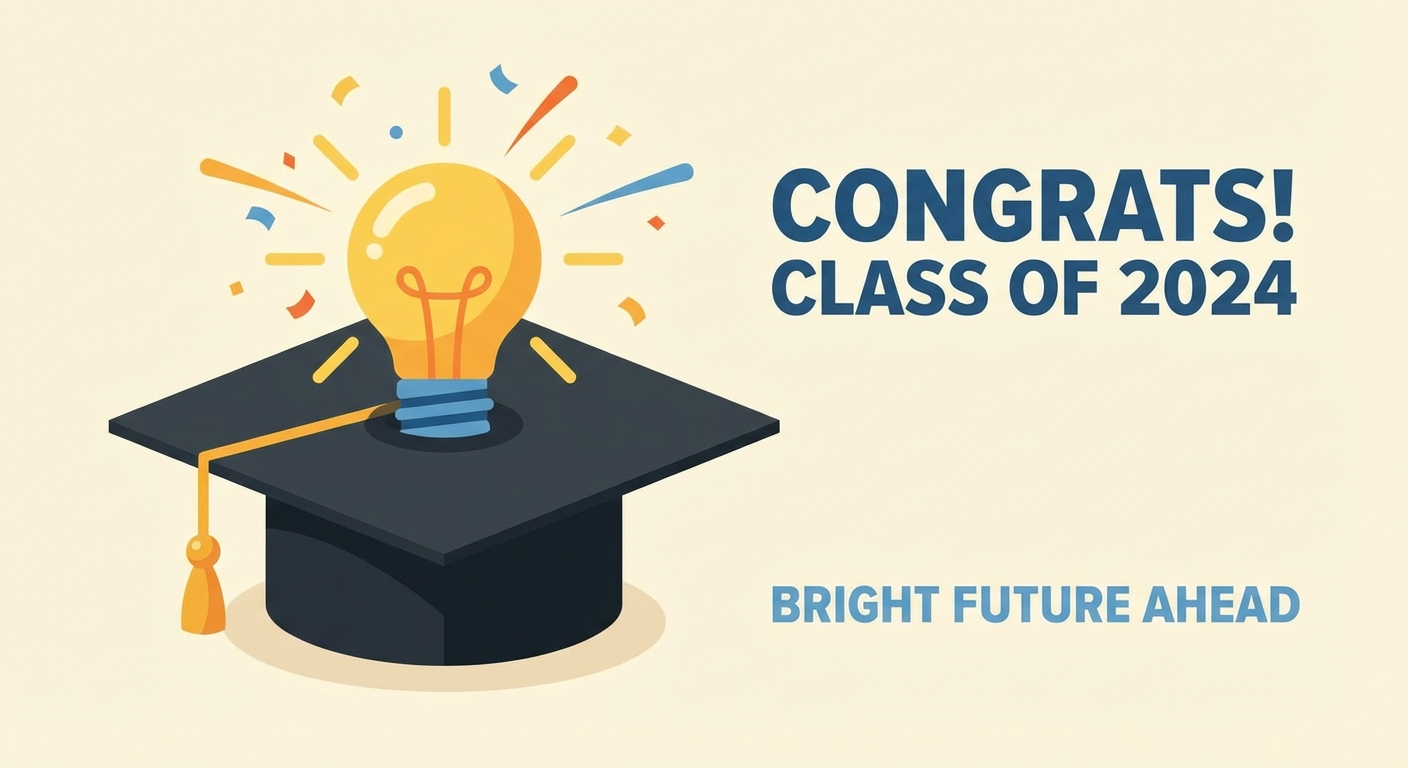 CONGRATS!
CLASS OF 2024
BRIGHT FUTURE AHEAD